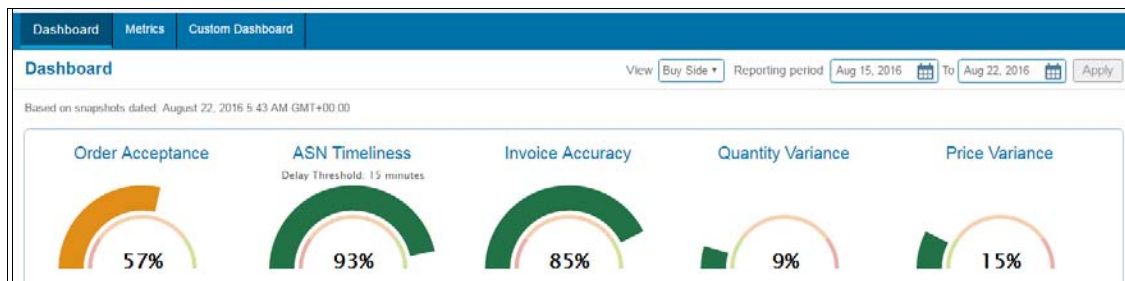 Dashboard Metrics Custom Dashboard
Dashboard View Buy Side Reporting period Aug 15, 2016 To Aug 22, 2016 Apply
Based on snapshots dated: August 22, 2016 5:43 AM GMT+00:00
Order Acceptance ASN Timeliness Invoice Accuracy Quantity Variance Price Variance
Delay Threshold: 15 minutes
57% 93% 85% 9% 15%